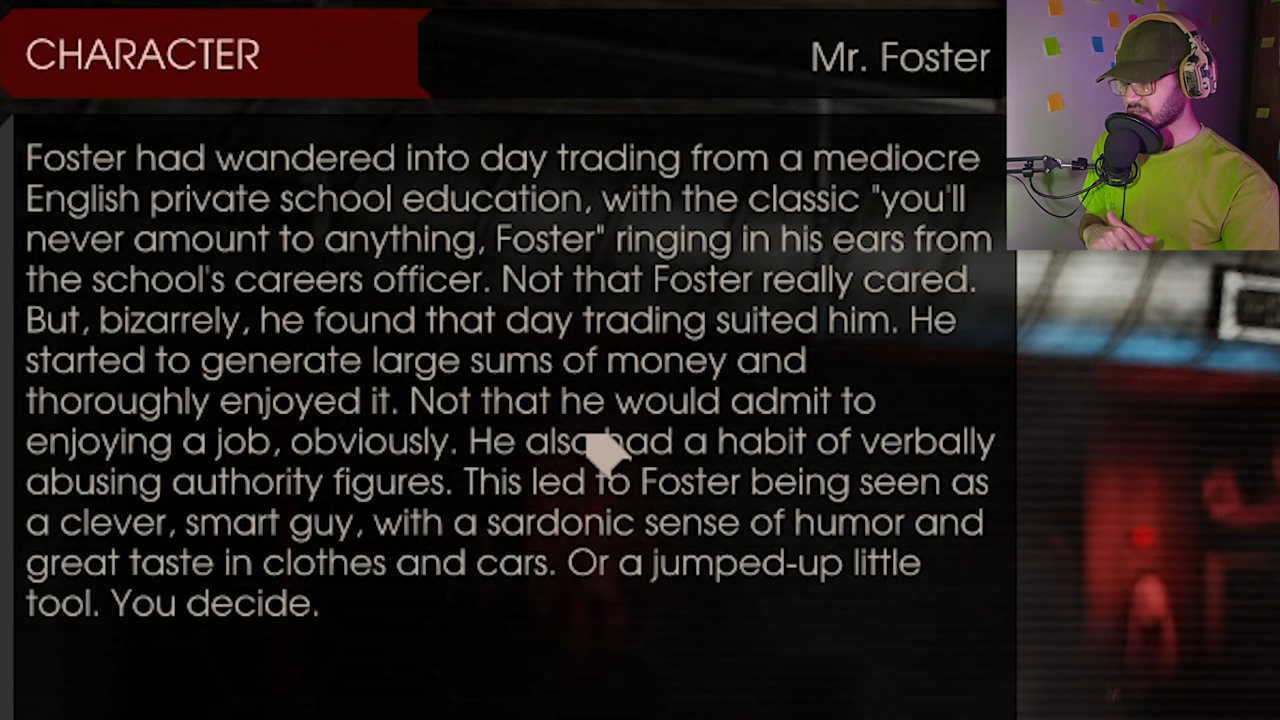 CHARACTER
Mr. Foster
Foster had wandered into day trading from a mediocre
English private school education, with the classic "you'll
never amount to anything, Foster" ringing in his ears from
the school's careers officer. Not that Foster really cared.
But, bizarrely, he found that day trading suited him. He
started to generate large sums of money and
thoroughly enjoyed it. Not that he would admit to
enjoying a job, obviously. He also had a habit of verbally
abusing authority figures. This led to Foster being seen as
a clever, smart guy, with a sardonic sense of humor and
great taste in clothes and cars. Or a jumped-up little
tool. You decide.